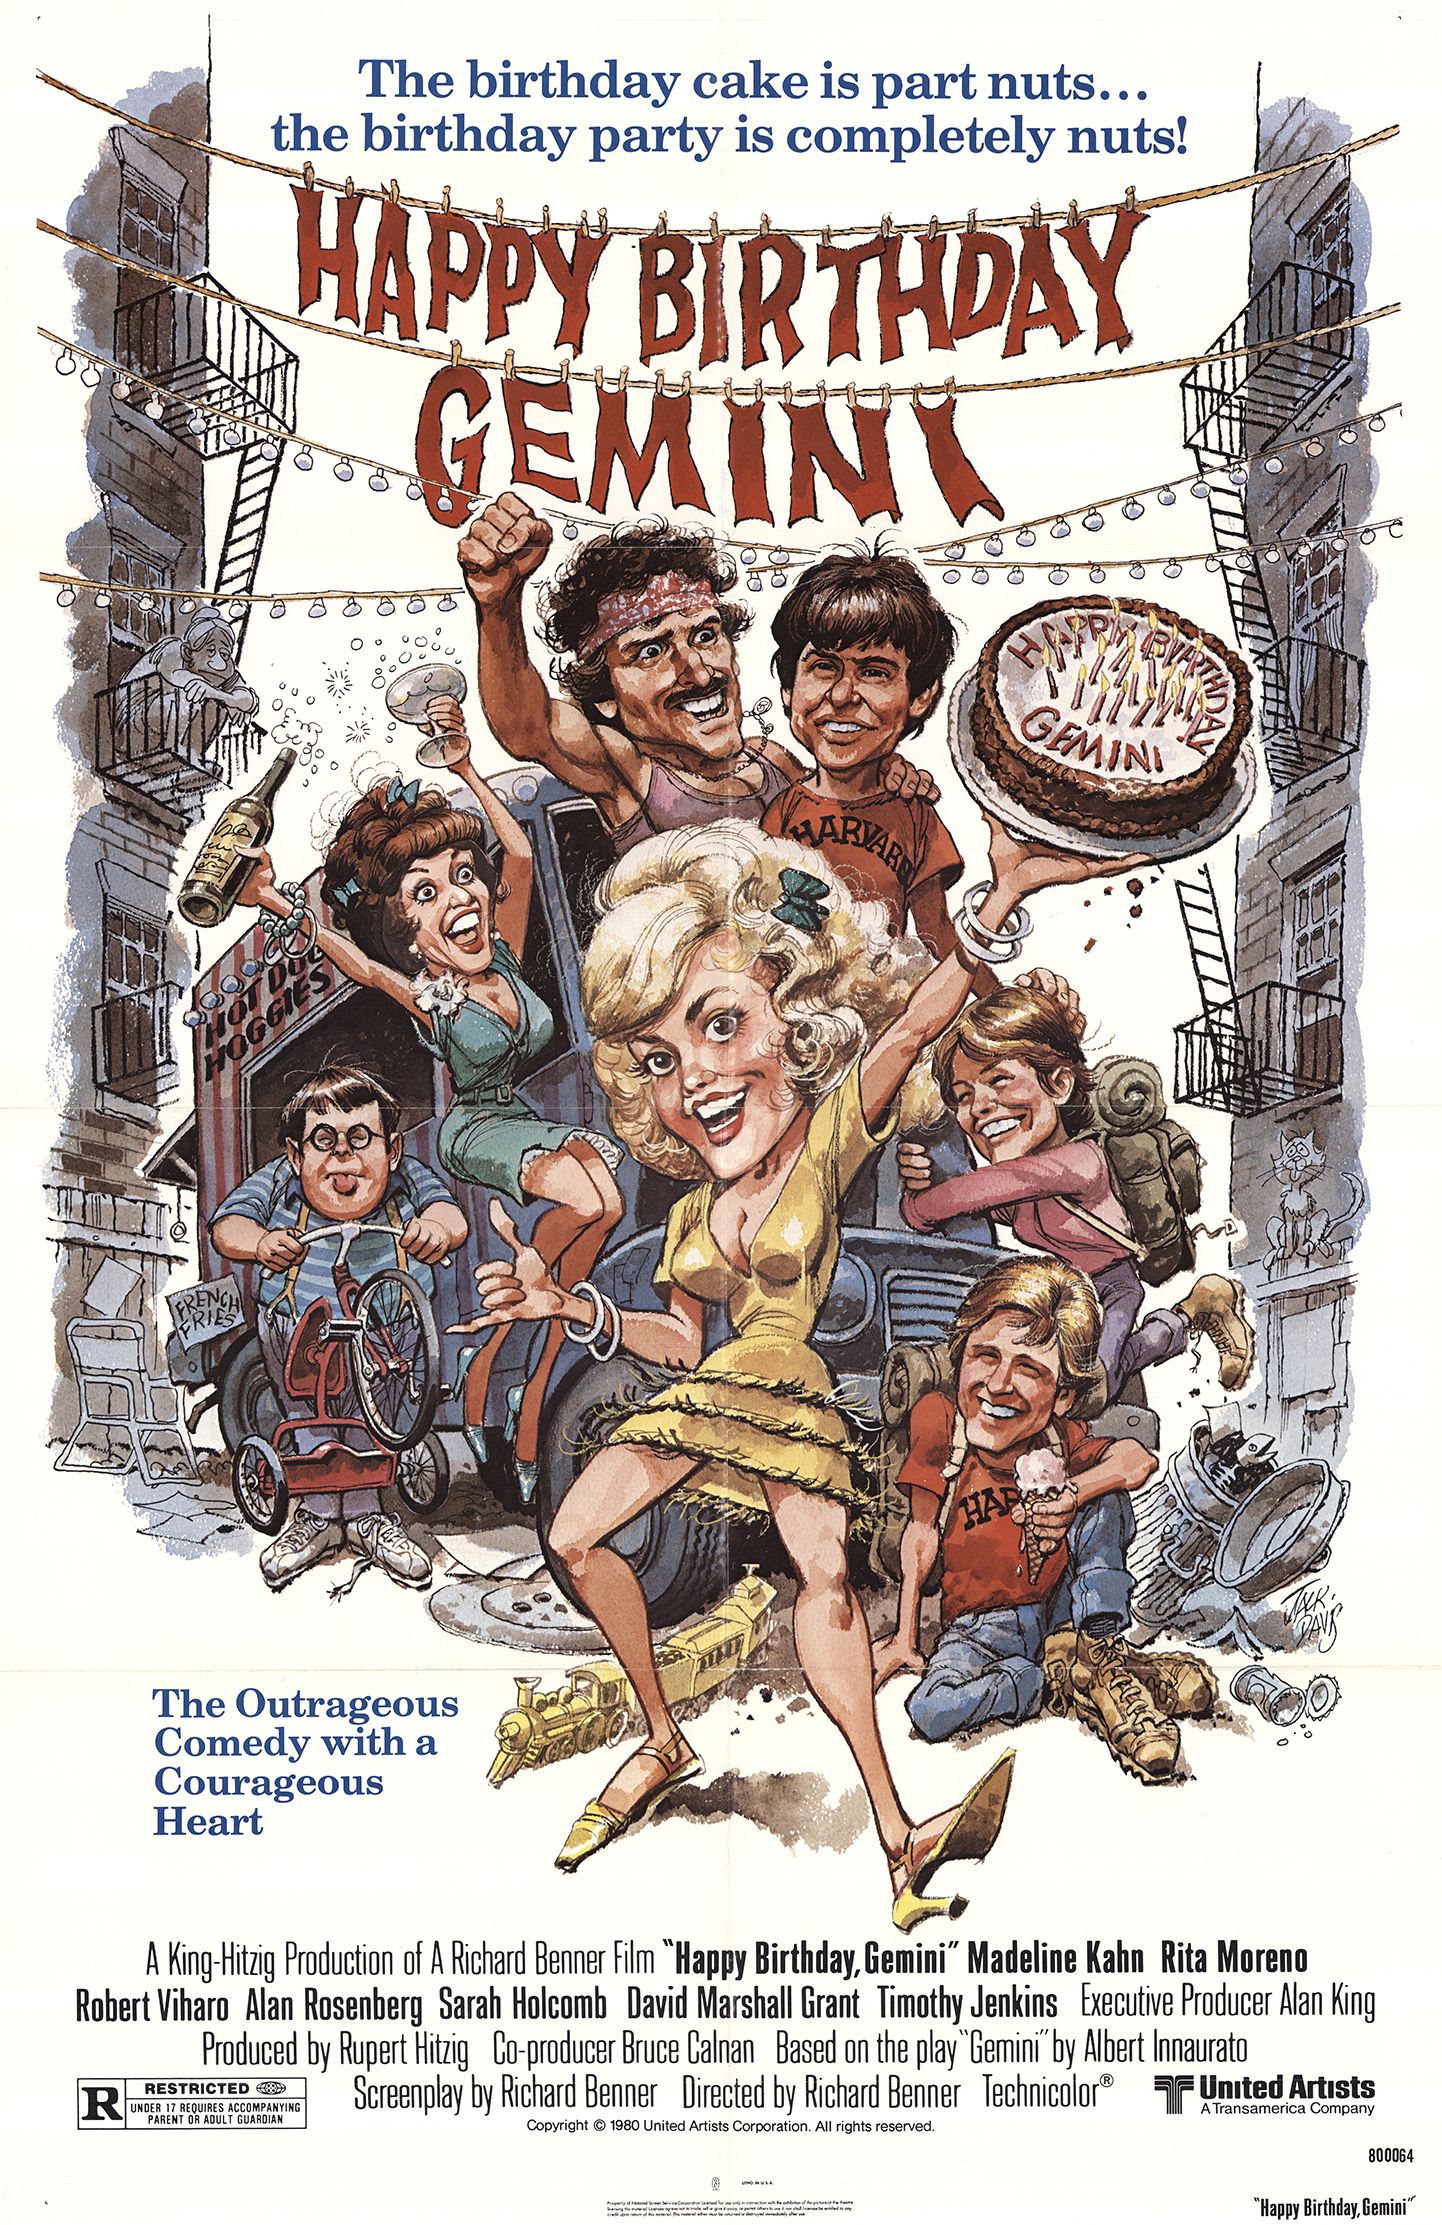 The birthday cake is part nuts...
the birthday party is completely nuts!
HAPPY BIRTHDAY
GEMINI
HAPPY BIRTHDAY
GEMINI
HARVARD
HOT DOG
HOGGIES
FRENCH
FRIES
HAR
JACK DAVIS
The Outrageous
Comedy with a
Courageous
Heart
A King-Hitzig Production of A Richard Benner Film "Happy Birthday, Gemini" Madeline Kahn Rita Moreno
Robert Viharo Alan Rosenberg Sarah Holcomb David Marshall Grant Timothy Jenkins Executive Producer Alan King
Produced by Rupert Hitzig Co-producer Bruce Calnan Based on the play "Gemini" by Albert Innaurato
Screenplay by Richard Benner Directed by Richard Benner Technicolor®
R RESTRICTED
UNDER 17 REQUIRES ACCOMPANYING
PARENT OR ADULT GUARDIAN
United Artists
A Transamerica Company
Copyright © 1980 United Artists Corporation. All rights reserved.
800064
LITHO. IN U.S.A.
"Happy Birthday, Gemini"